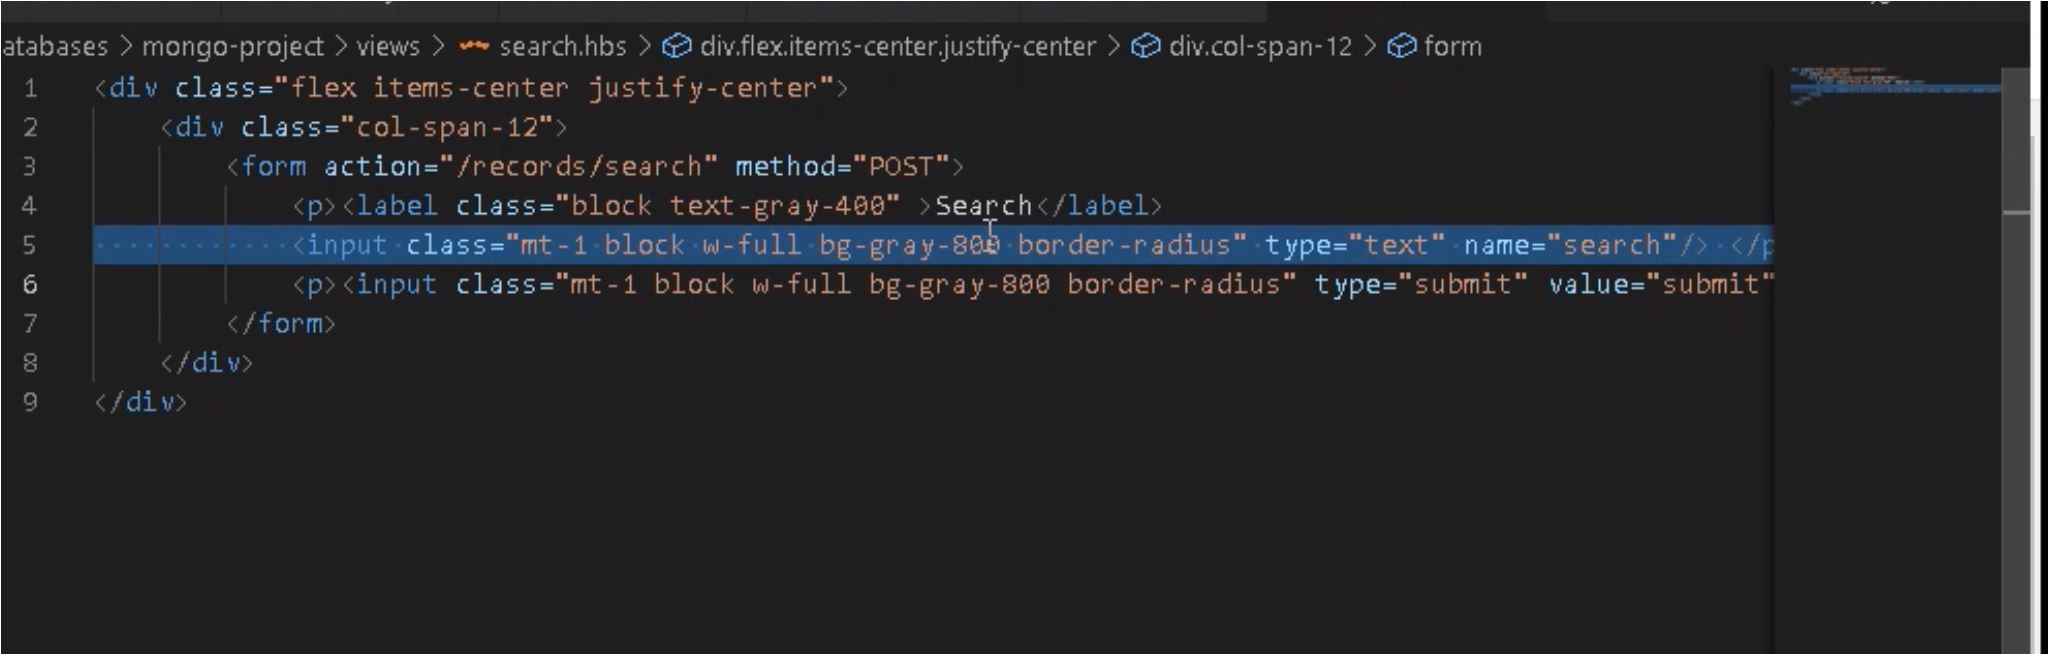 atabases > mongo-project > views > search.hbs > div.flex.items-center.justify-center > div.col-span-12 > form
1 <div class="flex items-center justify-center">
2 <div class="col-span-12">
3 <form action="/records/search" method="POST">
4 <p><label class="block text-gray-400" >Search</label>
5 <input class="mt-1 block w-full bg-gray-800 border-radius" type="text" name="search"/> </p
6 <p><input class="mt-1 block w-full bg-gray-800 border-radius" type="submit" value="submit"
7 </form>
8 </div>
9 </div>